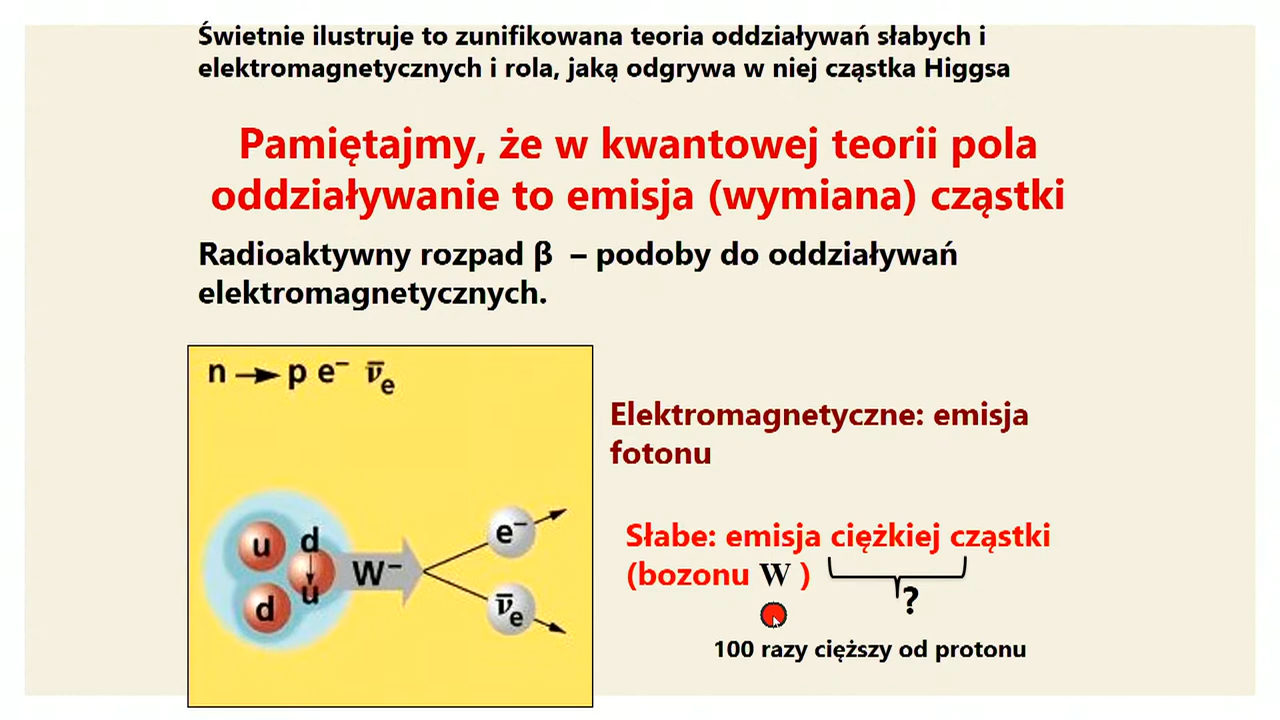 Świetnie ilustruje to zunifikowana teoria oddziaływań słabych i
elektromagnetycznych i rola, jaką odgrywa w niej cząstka Higgsa
Pamiętajmy, że w kwantowej teorii pola
oddziaływanie to emisja (wymiana) cząstki
Radioaktywny rozpad β – podoby do oddziaływań
elektromagnetycznych.
n → p e⁻ ν̅ₑ
u d
u
d
W⁻
e⁻
ν̅ₑ
Elektromagnetyczne: emisja
fotonu
Słabe: emisja ciężkiej cząstki
(bozonu W )
?
100 razy cięższy od protonu